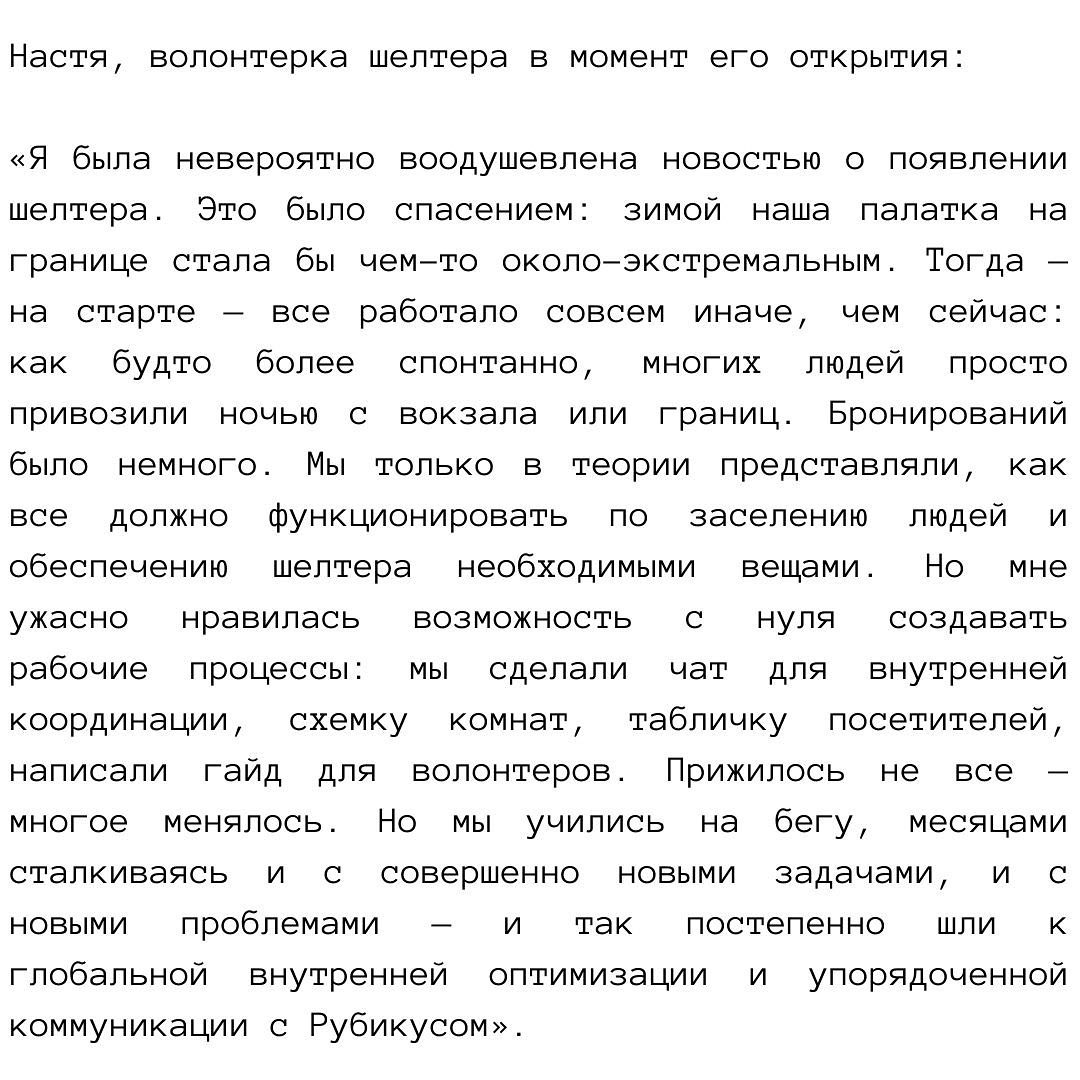 Настя, волонтерка шелтера в момент его открытия:
«Я была невероятно воодушевлена новостью о появлении
шелтера. Это было спасением: зимой наша палатка на
границе стала бы чем-то около-экстремальным. Тогда —
на старте — все работало совсем иначе, чем сейчас:
как будто более спонтанно, многих людей просто
привозили ночью с вокзала или границ. Бронирований
было немного. Мы только в теории представляли, как
все должно функционировать по заселению людей и
обеспечению шелтера необходимыми вещами. Но мне
ужасно нравилась возможность с нуля создавать
рабочие процессы: мы сделали чат для внутренней
координации, схемку комнат, табличку посетителей,
написали гайд для волонтеров. Прижилось не все —
многое менялось. Но мы учились на бегу, месяцами
сталкиваясь и с совершенно новыми задачами, и с
новыми проблемами — и так постепенно шли к
глобальной внутренней оптимизации и упорядоченной
коммуникации с Рубикусом».